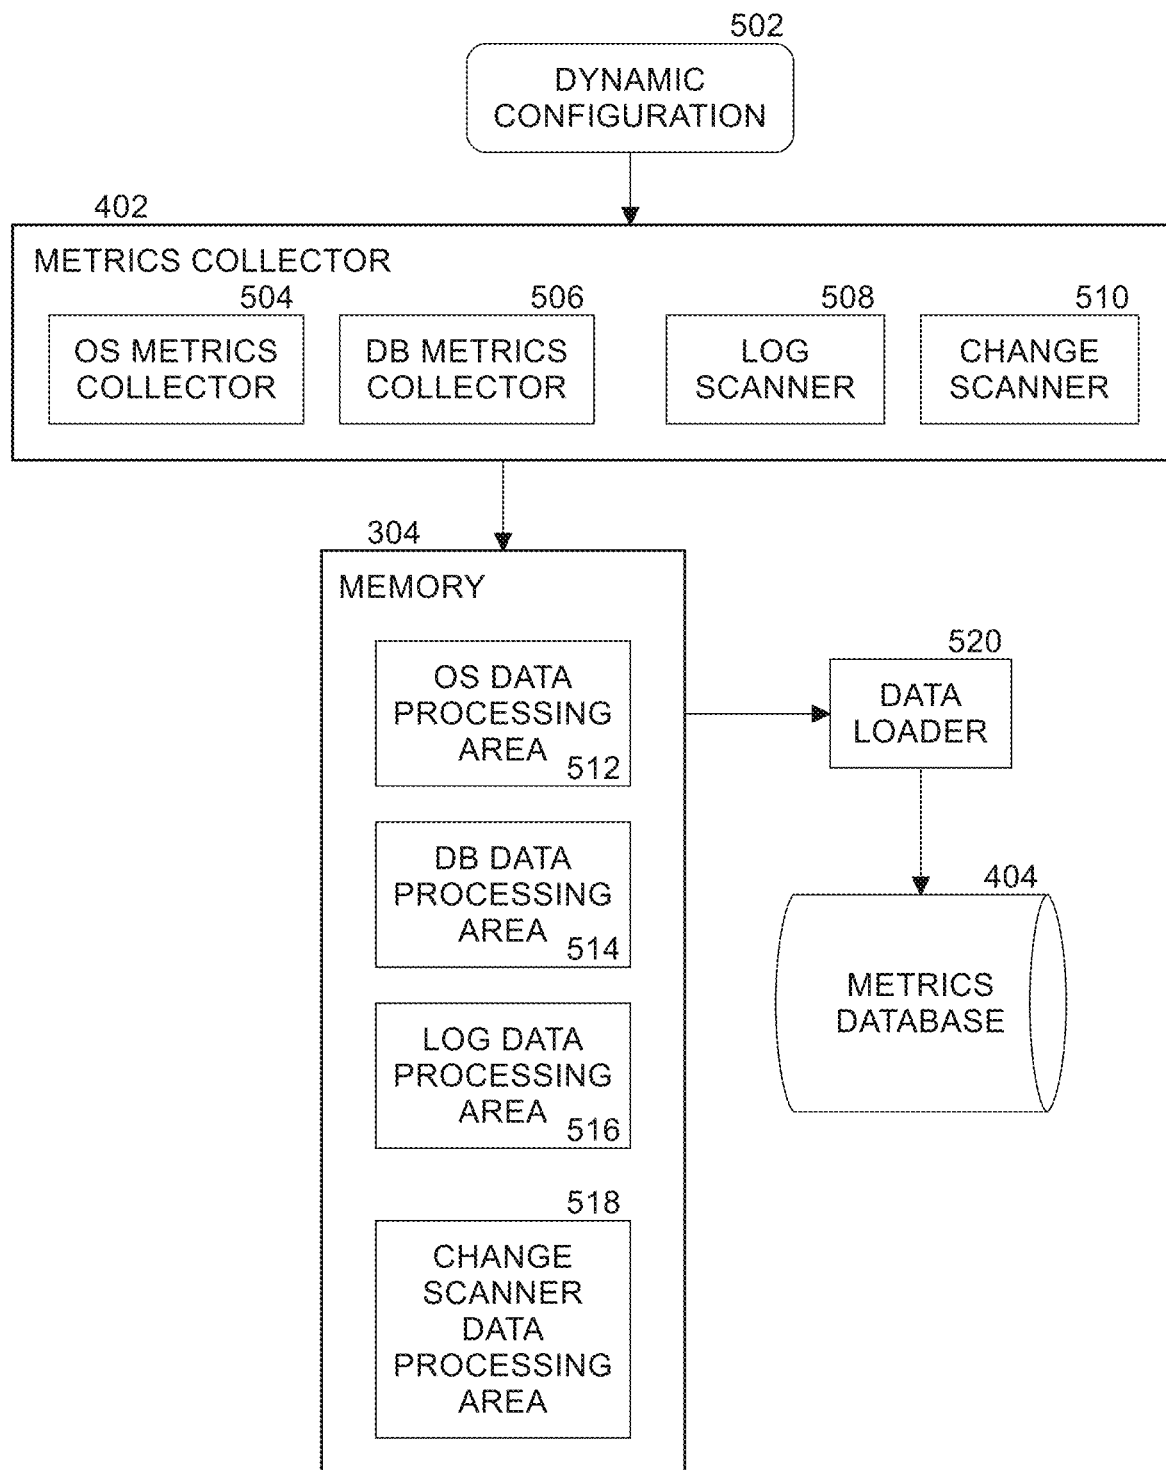 502
DYNAMIC
CONFIGURATION
402
METRICS COLLECTOR
504
OS METRICS
COLLECTOR
506
DB METRICS
COLLECTOR
508
LOG
SCANNER
510
CHANGE
SCANNER
304
MEMORY
OS DATA
PROCESSING
AREA
512
DB DATA
PROCESSING
AREA
514
LOG DATA
PROCESSING
AREA
516
518
CHANGE
SCANNER
DATA
PROCESSING
AREA
520
DATA
LOADER
404
METRICS
DATABASE